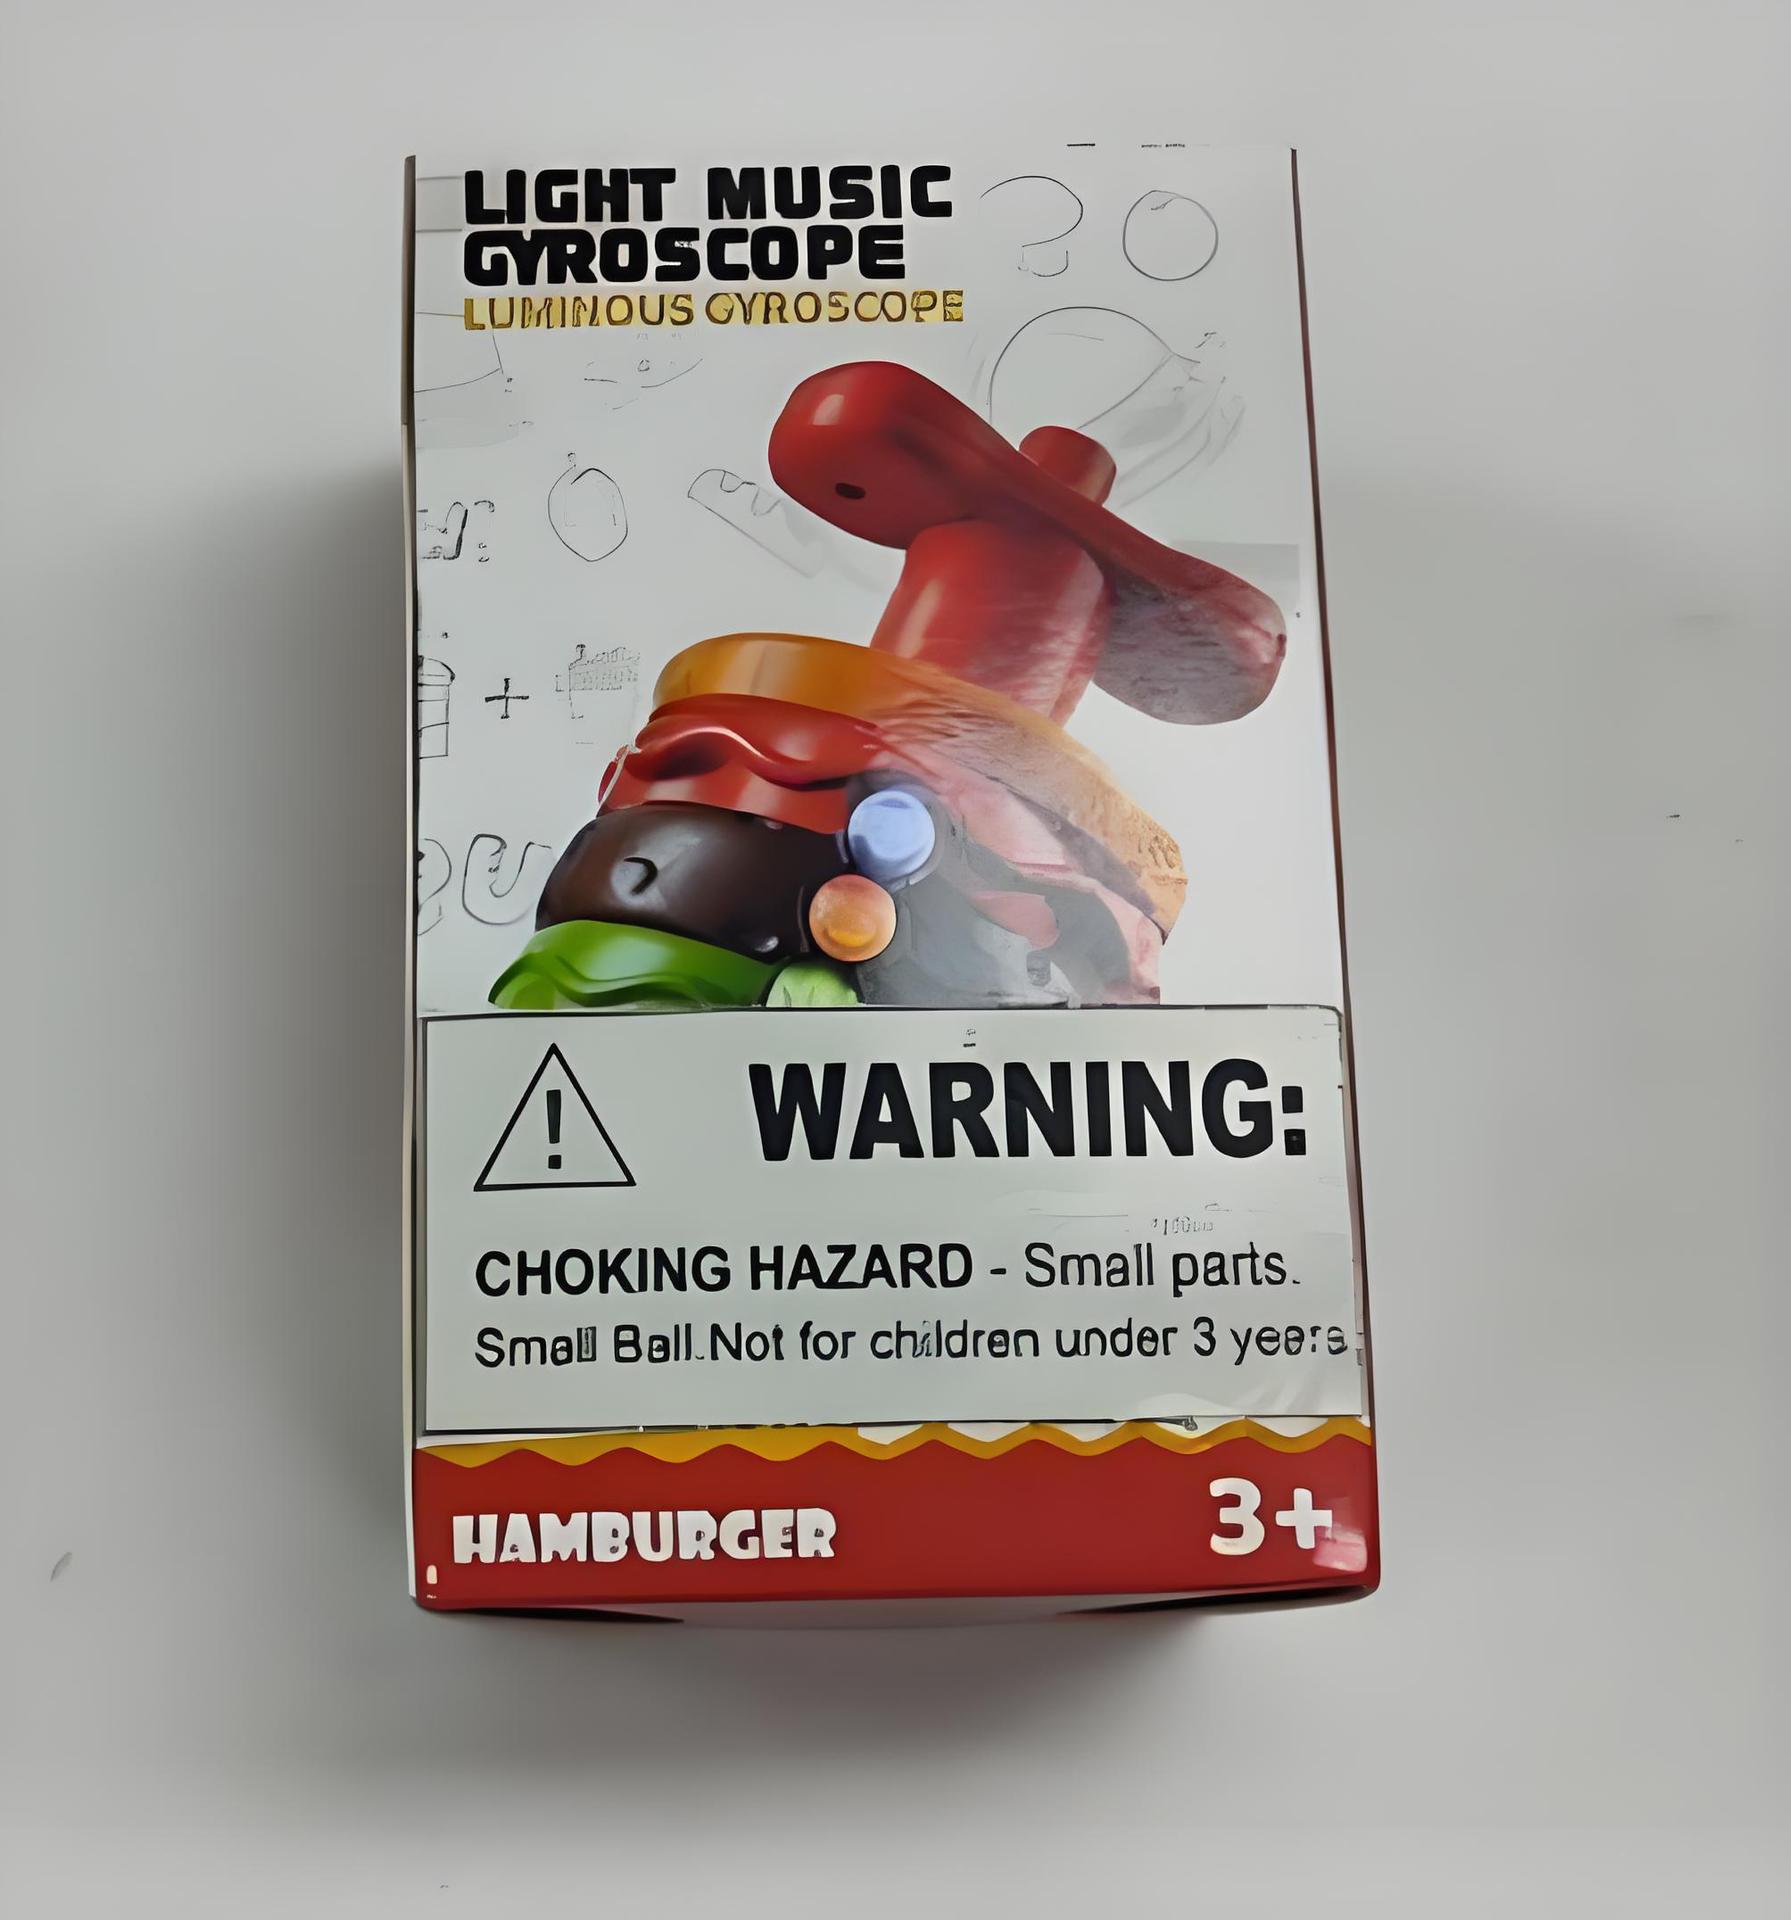 LIGHT MUSIC
GYROSCOPE
LUMINOUS GYROSCOPE
WARNING:
CHOKING HAZARD - Small parts.
Small Ball.Not for children under 3 years
HAMBURGER
3+